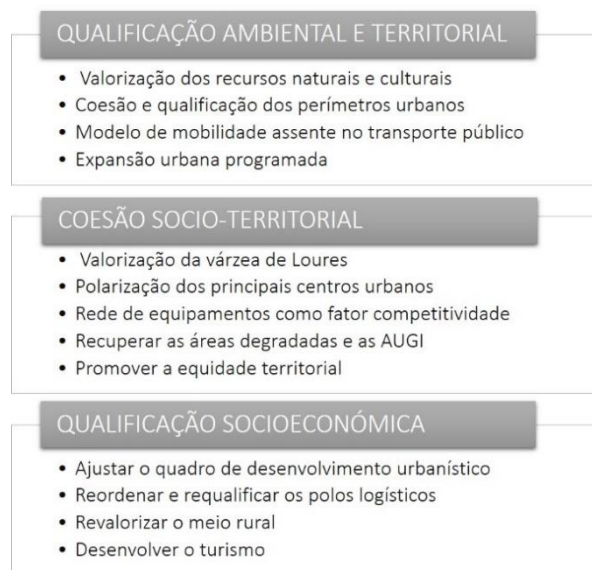 QUALIFICAÇÃO AMBIENTAL E TERRITORIAL
• Valorização dos recursos naturais e culturais
• Coesão e qualificação dos perímetros urbanos
• Modelo de mobilidade assente no transporte público
• Expansão urbana programada
COESÃO SOCIO-TERRITORIAL
• Valorização da várzea de Loures
• Polarização dos principais centros urbanos
• Rede de equipamentos como fator competitividade
• Recuperar as áreas degradadas e as AUGI
• Promover a equidade territorial
QUALIFICAÇÃO SOCIOECONÓMICA
• Ajustar o quadro de desenvolvimento urbanístico
• Reordenar e requalificar os polos logísticos
• Revalorizar o meio rural
• Desenvolver o turismo